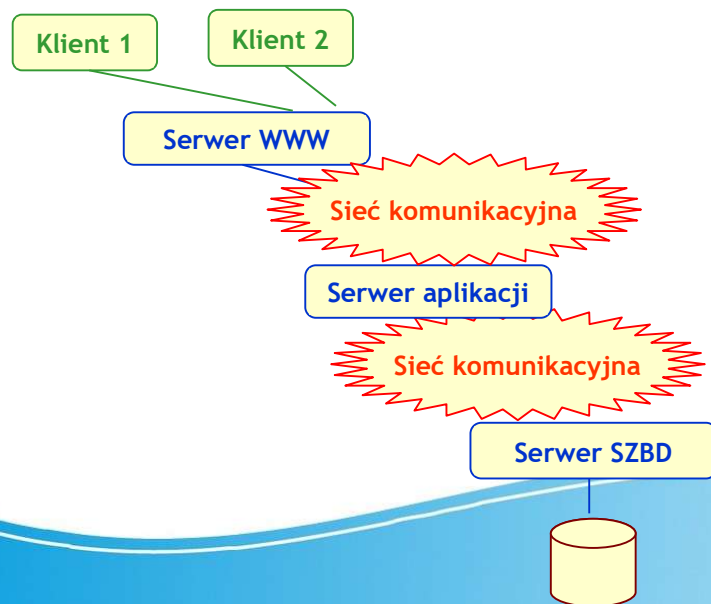 Klient 1
Klient 2
Serwer WWW
Sieć komunikacyjna
Serwer aplikacji
Sieć komunikacyjna
Serwer SZBD